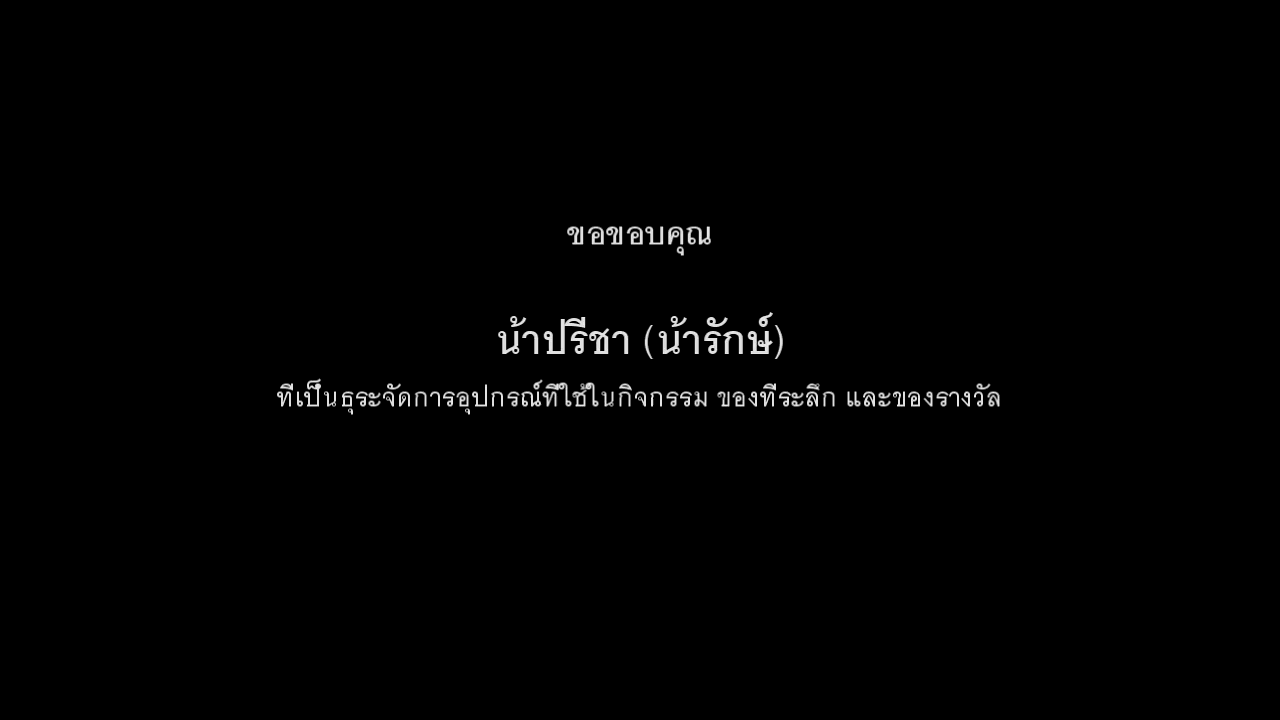 ขอขอบคุณ
น้าปรีชา (น้ารักษ์)
ที่เป็นธุระจัดการอุปกรณ์ที่ใช้ในกิจกรรม ของที่ระลึก และของรางวัล